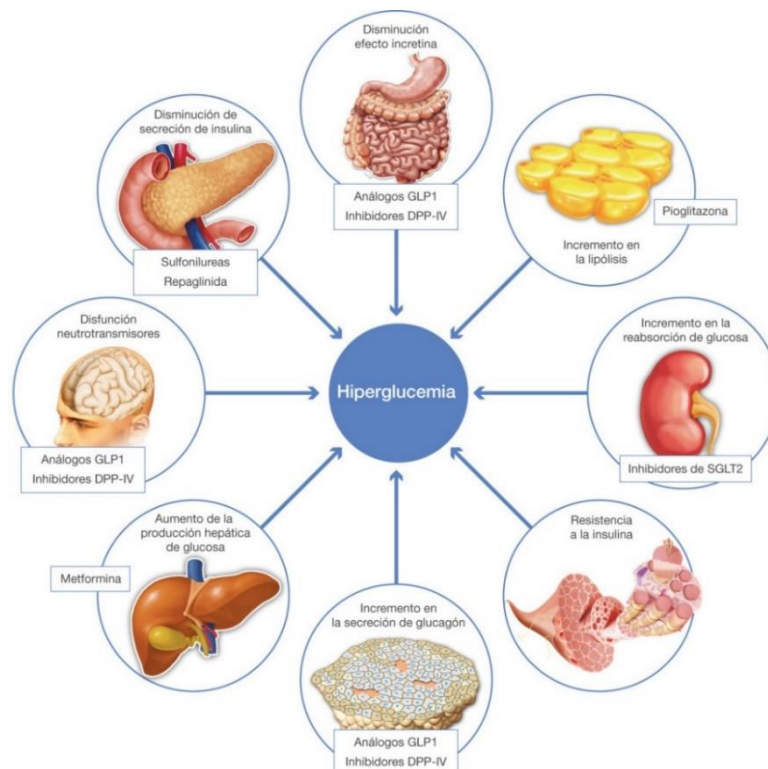 Disminución
efecto incretina
Análogos GLP1
Inhibidores DPP-IV
Disminución de
secreción de insulina
Sulfonilureas
Repaglinida
Pioglitazona
Incremento en
la lipólisis
Disfunción
neutrotransmisores
Análogos GLP1
Inhibidores DPP-IV
Hiperglucemia
Incremento en la
reabsorción de glucosa
Inhibidores de SGLT2
Aumento de la
producción hepática
de glucosa
Metformina
Incremento en
la secreción de glucagón
Análogos GLP1
Inhibidores DPP-IV
Resistencia
a la insulina